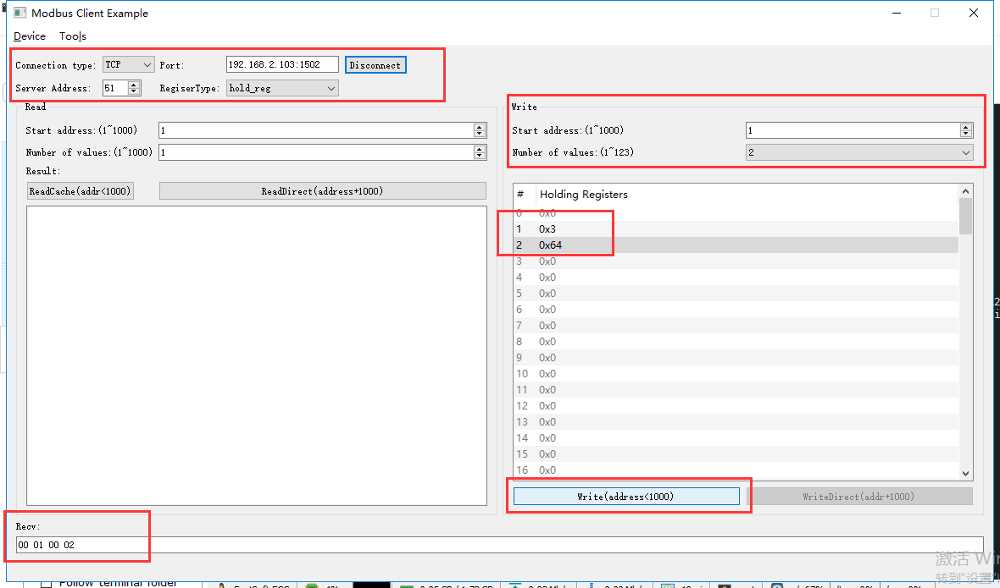 Modbus Client Example
Device Tools
Connection type: TCP Port: 192.168.2.103:1502 Disconnect
Server Address: 51 RegiserType: hold_reg
Read
Write
Start address:(1~1000) 1
Start address:(1~1000) 1
Number of values:(1~1000) 1
Number of values:(1~123) 2
Result:
ReadCache(addr<1000) ReadDirect(address+1000)
# Holding Registers
0 0x0
1 0x3
2 0x64
3 0x0
4 0x0
5 0x0
6 0x0
7 0x0
8 0x0
9 0x0
10 0x0
11 0x0
12 0x0
13 0x0
14 0x0
15 0x0
16 0x0
Write(address<1000) WriteDirect(addr+1000)
Recv:
00 01 00 02
激活 Win
转到"设置"
Follow terminal folder